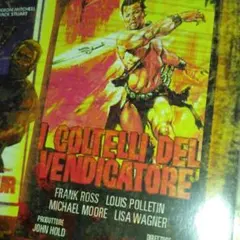 I COLTELLI DEL
VENDICATORE
FRANK ROSS LOUIS POLLETIN
MICHAEL MOORE LISA WAGNER
PRODUTTORE
JOHN HOLD